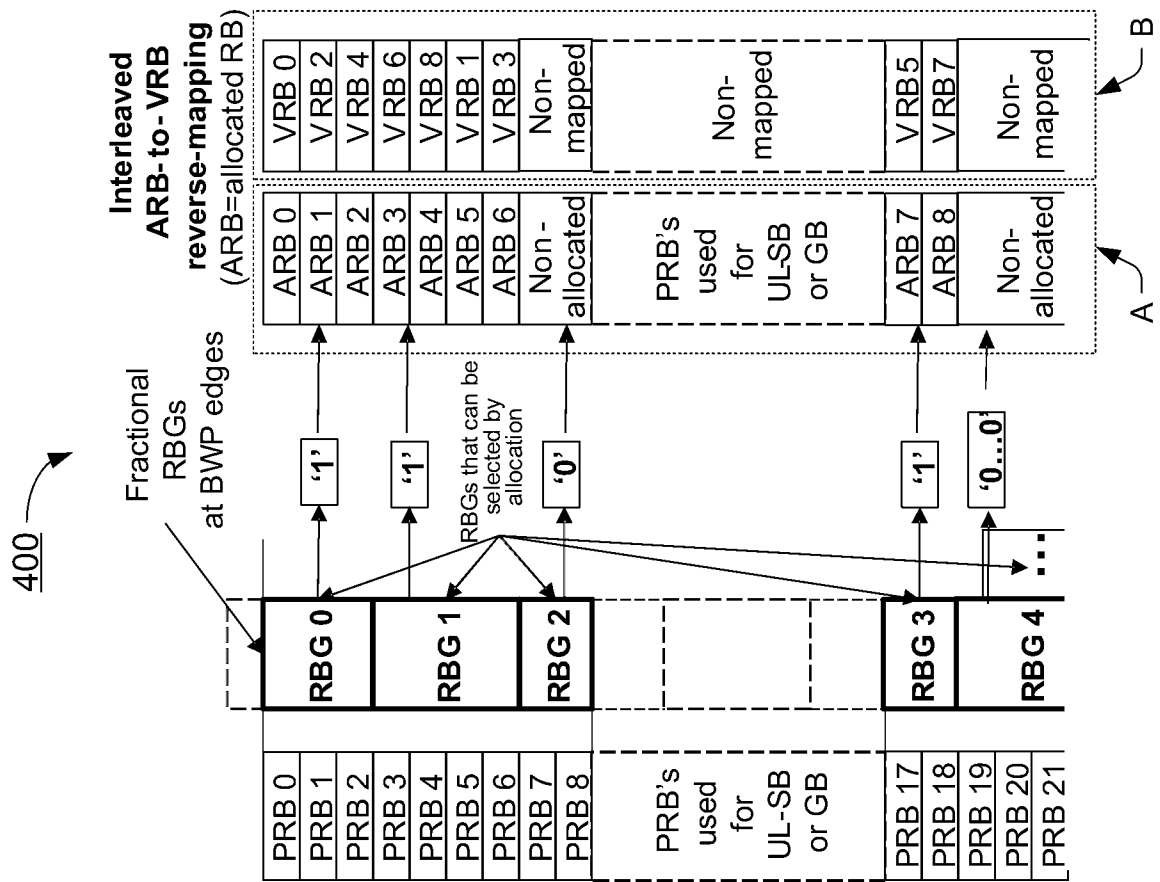 400
Fractional
RBGs
at BWP edges
Interleaved
ARB- to - VRB
reverse-mapping
(ARB=allocated RB)
PRB 0
PRB 1
PRB 2
PRB 3
PRB 4
PRB 5
PRB 6
PRB 7
PRB 8
PRB's
used
for
UL-SB
or GB
PRB 17
PRB 18
PRB 19
PRB 20
PRB 21
RBG 0
RBG 1
RBG 2
RBG 3
RBG 4
...
‘1’
‘1’
RBGs that can be
selected by
allocation
‘0’
‘1’
‘0...0’
ARB 0
ARB 1
ARB 2
ARB 3
ARB 4
ARB 5
ARB 6
Non-
allocated
PRB's
used
for
UL-SB
or GB
ARB 7
ARB 8
Non-
allocated
A
VRB 0
VRB 2
VRB 4
VRB 6
VRB 8
VRB 1
VRB 3
Non-
mapped
Non-
mapped
VRB 5
VRB 7
Non-
mapped
B